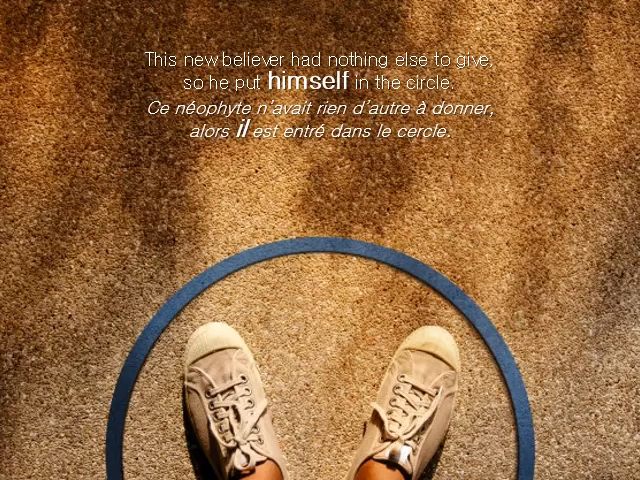 This new believer had nothing else to give,
so he put himself in the circle.
Ce néophyte n'avait rien d'autre à donner,
alors il est entré dans le cercle.